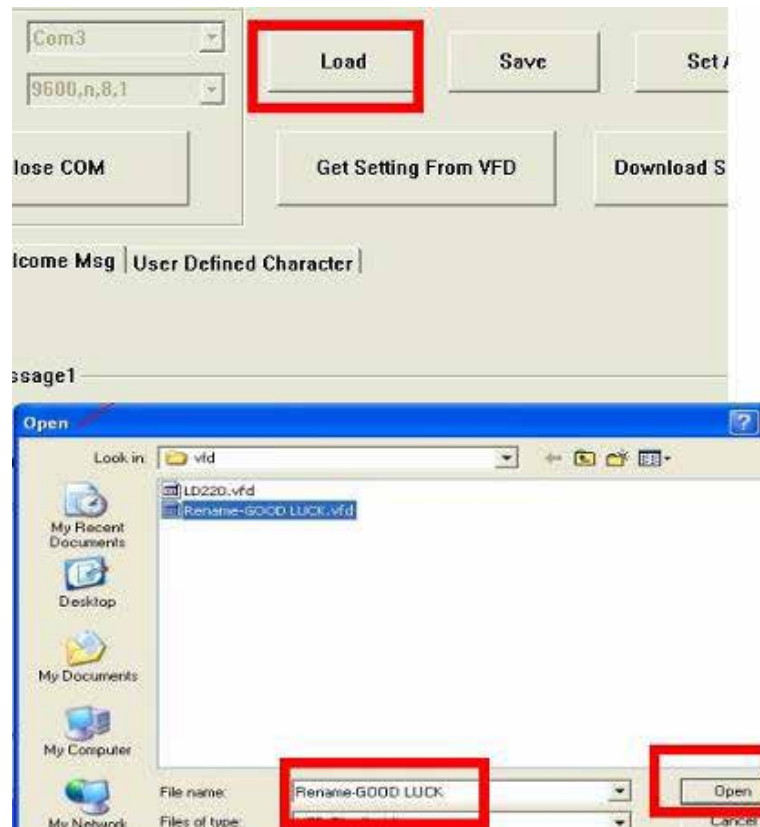 Com3
Load
Save
Set
9600,n,8,1
lose COM
Get Setting From VFD
Download S
lcome Msg
User Defined Character
ssage1
Open
?
Look in:
vfd
LD220.vfd
Rename-GOOD LUCK.vfd
My Recent
Documents
Desktop
My Documents
My Computer
File name:
Rename-GOOD LUCK
Open
My Network
Files of type:
Cancel